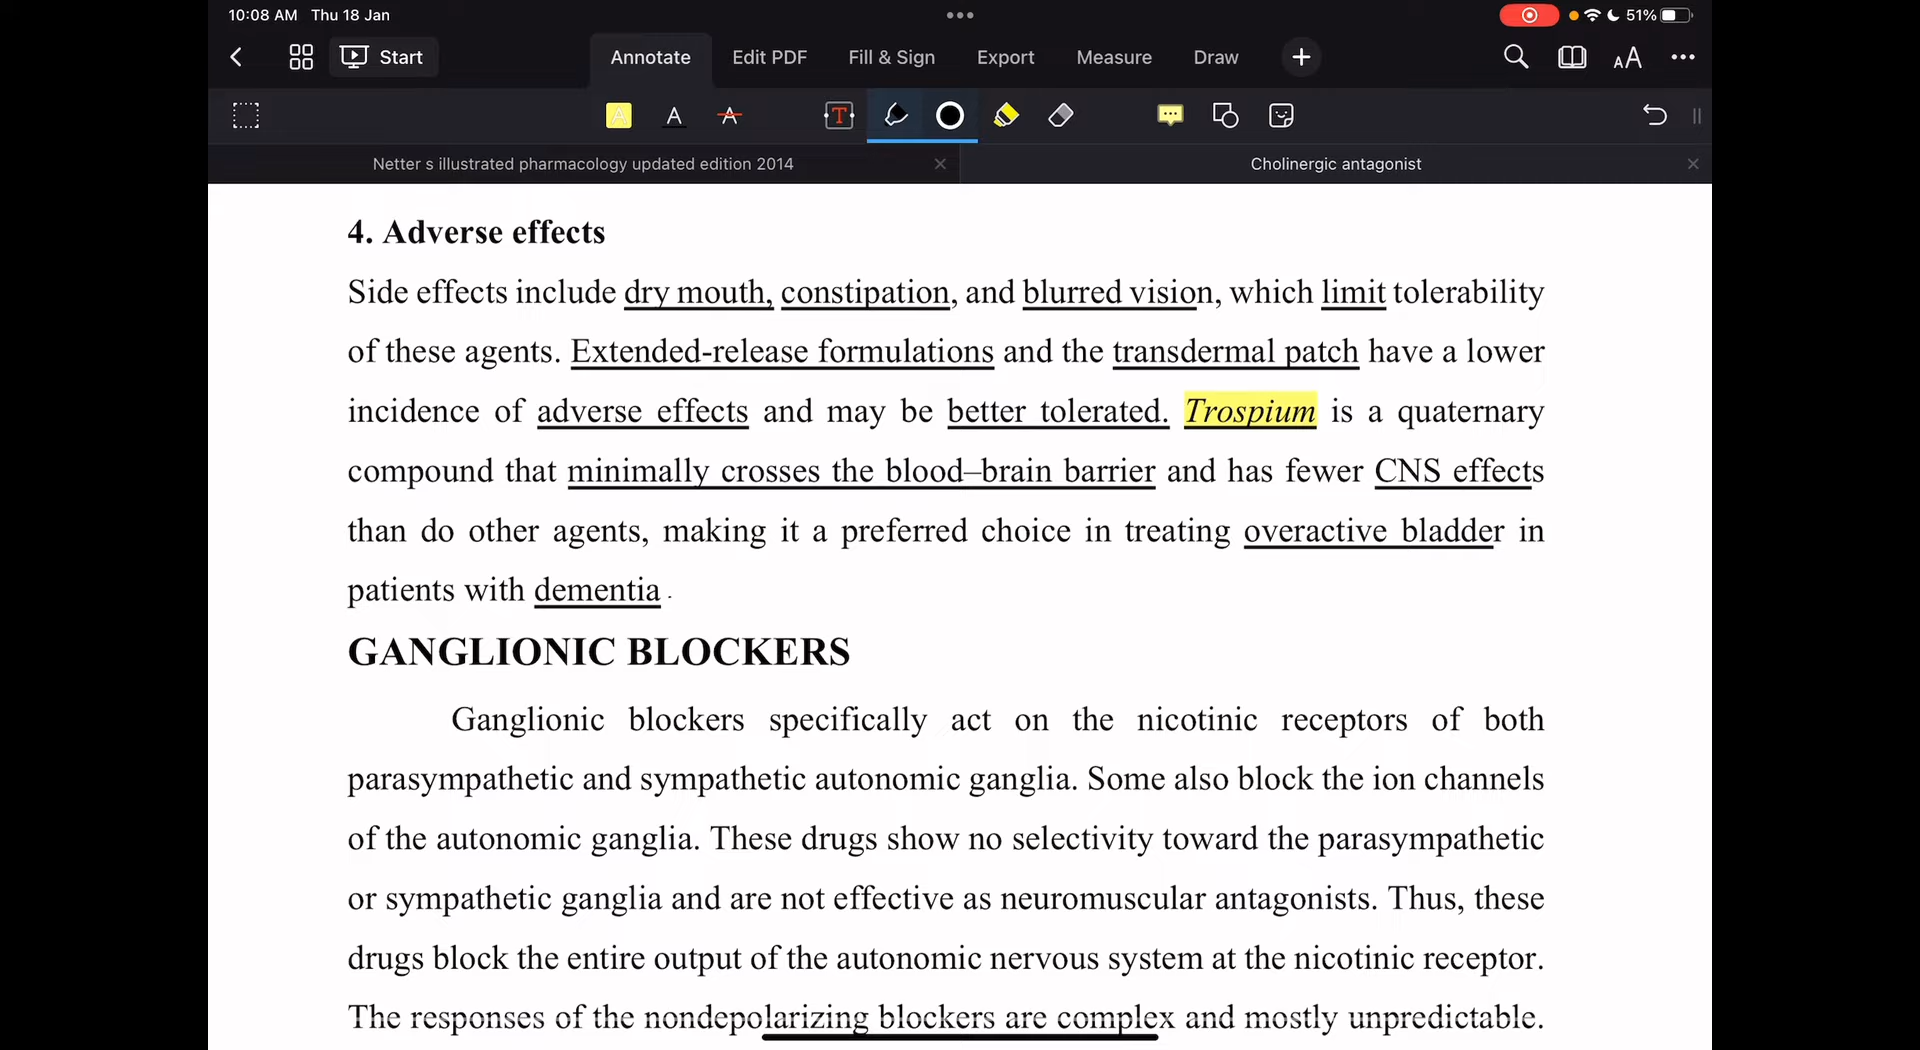 10:08 AM Thu 18 Jan
51%
Start
Annotate Edit PDF Fill & Sign Export Measure Draw
AA
A A A T
Netter s illustrated pharmacology updated edition 2014
Cholinergic antagonist
4. Adverse effects
Side effects include dry mouth, constipation, and blurred vision, which limit tolerability
of these agents. Extended-release formulations and the transdermal patch have a lower
incidence of adverse effects and may be better tolerated. Trospium is a quaternary
compound that minimally crosses the blood–brain barrier and has fewer CNS effects
than do other agents, making it a preferred choice in treating overactive bladder in
patients with dementia .
GANGLIONIC BLOCKERS
Ganglionic blockers specifically act on the nicotinic receptors of both
parasympathetic and sympathetic autonomic ganglia. Some also block the ion channels
of the autonomic ganglia. These drugs show no selectivity toward the parasympathetic
or sympathetic ganglia and are not effective as neuromuscular antagonists. Thus, these
drugs block the entire output of the autonomic nervous system at the nicotinic receptor.
The responses of the nondepolarizing blockers are complex and mostly unpredictable.